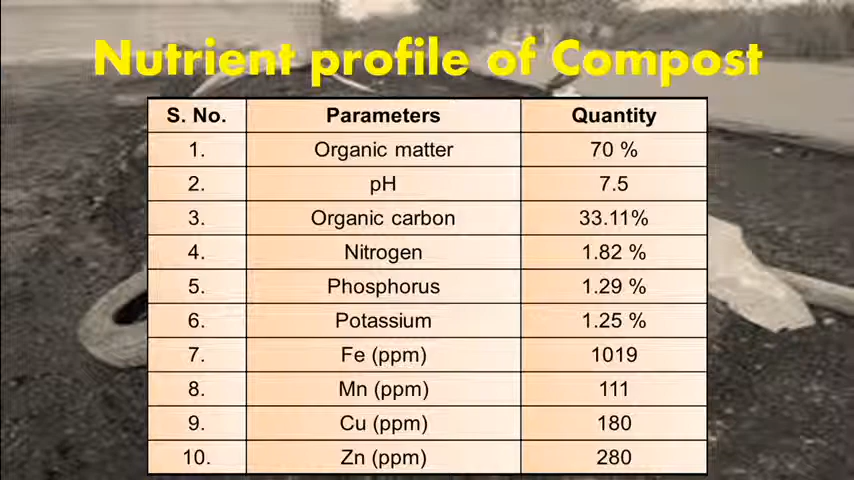 Nutrient profile of Compost
S. No. Parameters Quantity
1. Organic matter 70 %
2. pH 7.5
3. Organic carbon 33.11%
4. Nitrogen 1.82 %
5. Phosphorus 1.29 %
6. Potassium 1.25 %
7. Fe (ppm) 1019
8. Mn (ppm) 111
9. Cu (ppm) 180
10. Zn (ppm) 280